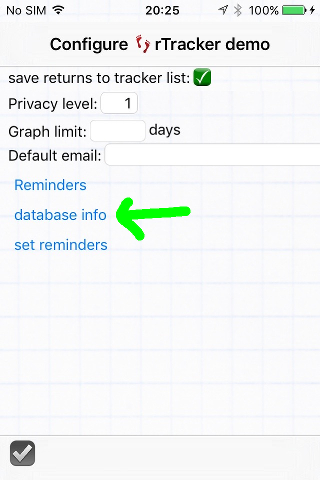 No SIM 20:25 100%
Configure 👣 rTracker demo
save returns to tracker list: ✅
Privacy level: 1
Graph limit: days
Default email:
Reminders
database info
set reminders